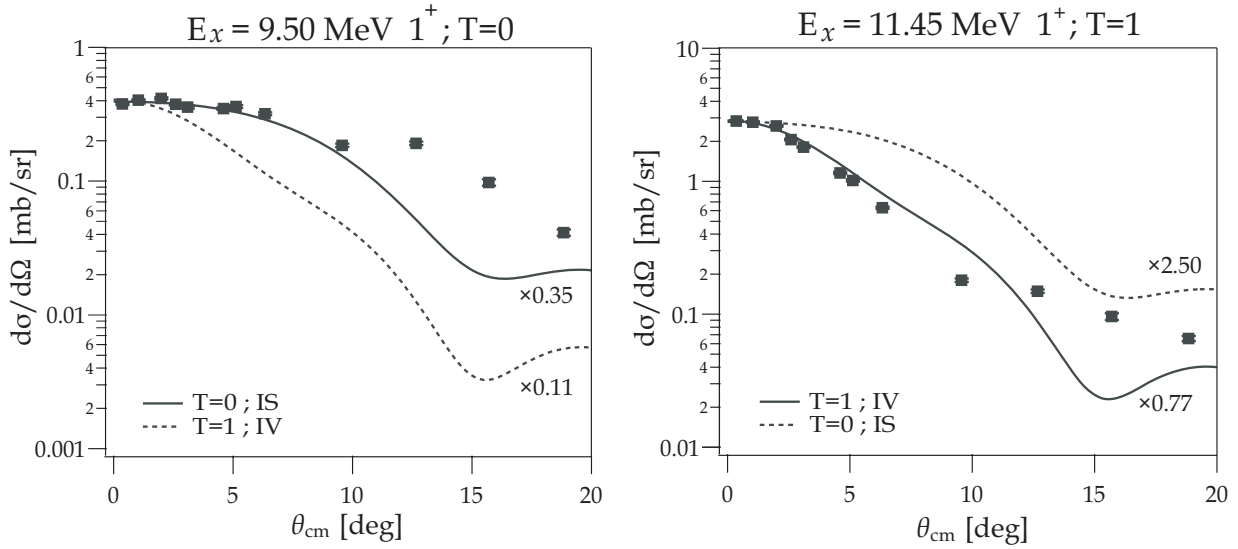 E_x = 9.50 MeV 1⁺; T=0
1
6
4
2
0.1
6
4
2
0.01
6
4
2
0.001
dσ/dΩ [mb/sr]
×0.35
×0.11
T=0 ; IS
T=1 ; IV
0 5 10 15 20
θcm [deg]
E_x = 11.45 MeV 1⁺; T=1
10
6
4
2
1
6
4
2
0.1
6
4
2
0.01
dσ/dΩ [mb/sr]
×2.50
×0.77
T=1 ; IV
T=0 ; IS
0 5 10 15 20
θcm [deg]